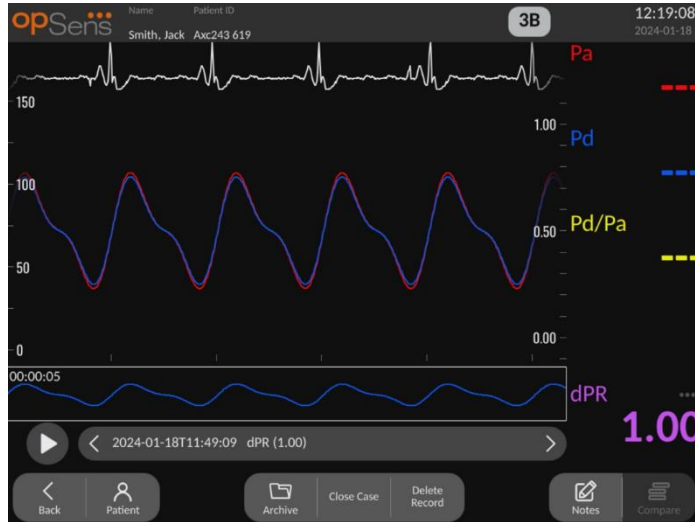 opSens
Name Patient ID
Smith, Jack Axc243 619
3B
12:19:08
2024-01-18
Pa
150
1.00
Pd
100
0.50
Pd/Pa
50
0.00
0
00:00:05
dPR
1.00
2024-01-18T11:49:09 dPR (1.00)
Back
Patient
Archive
Close Case
Delete
Record
Notes
Compare